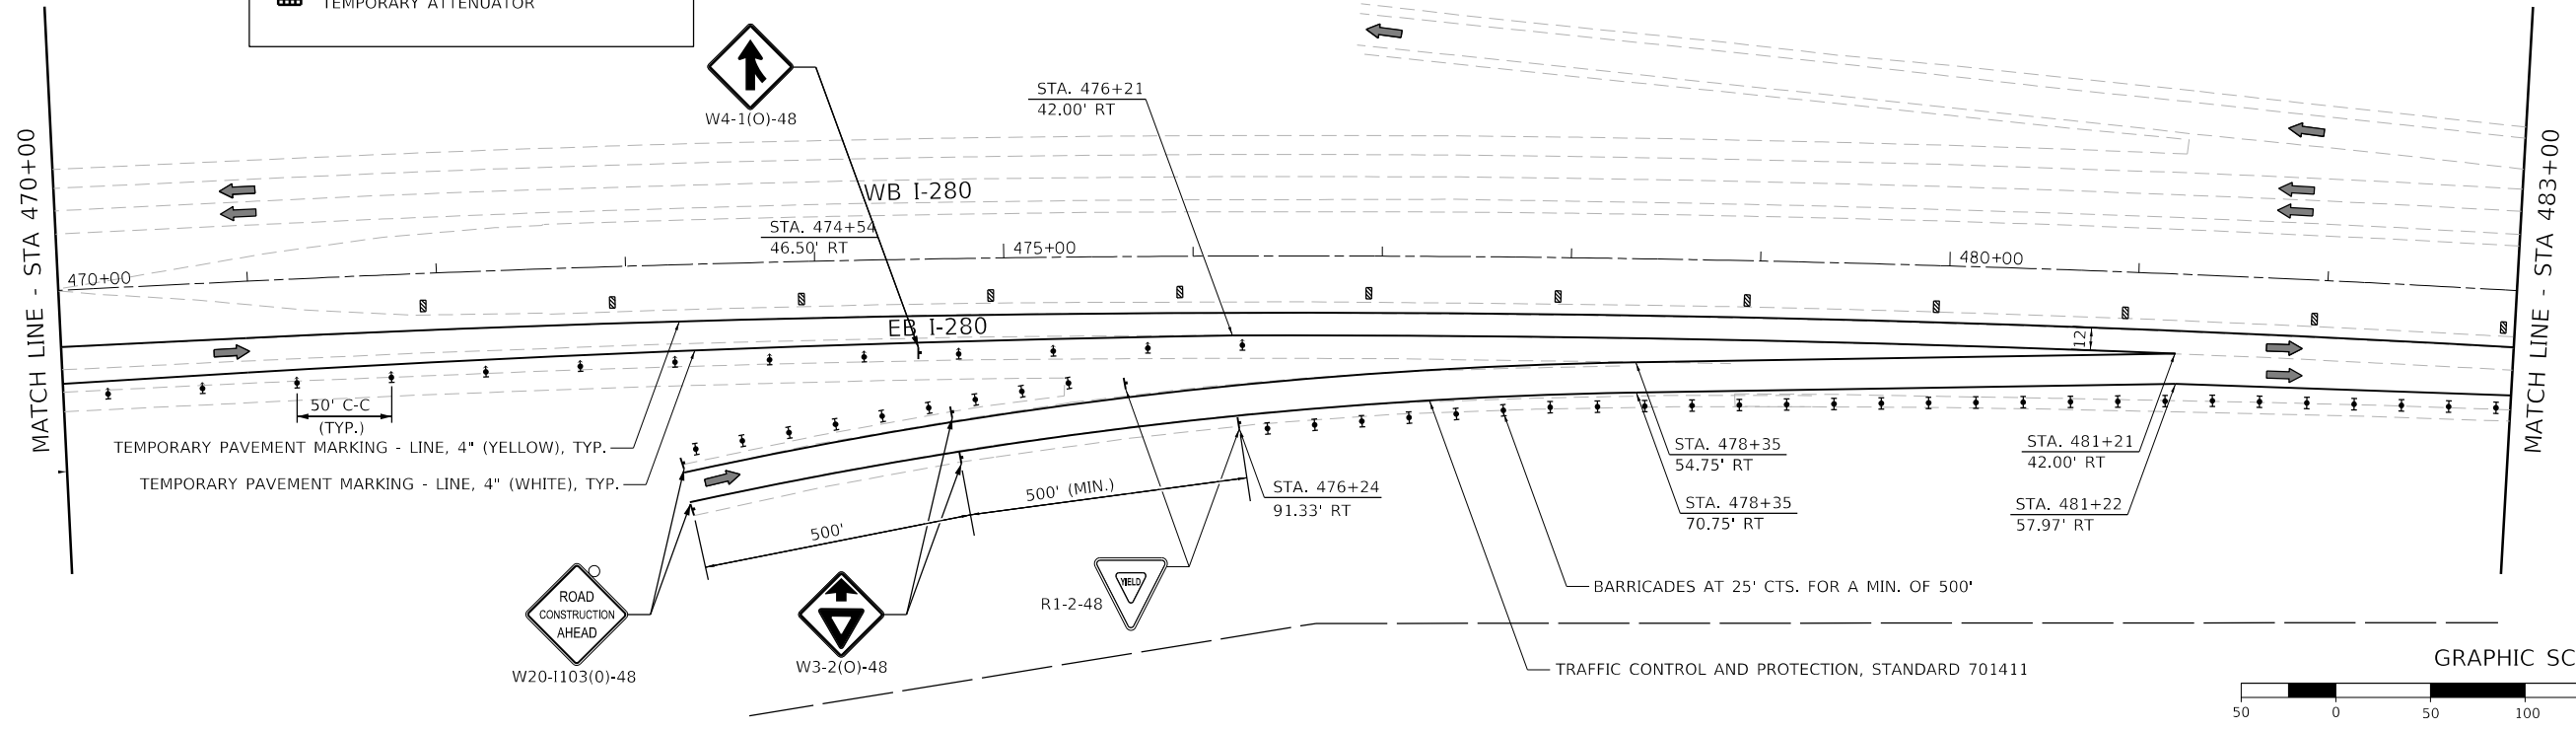 TEMPORARY ATTENUATOR
W4-1(O)-48
STA. 476+21
42.00' RT
MATCH LINE - STA 470+00
MATCH LINE - STA 483+00
WB I-280
STA. 474+54
46.50' RT
470+00
475+00
480+00
EB I-280
12
50' C-C
(TYP.)
TEMPORARY PAVEMENT MARKING - LINE, 4" (YELLOW), TYP.
TEMPORARY PAVEMENT MARKING - LINE, 4" (WHITE), TYP.
STA. 478+35
54.75' RT
STA. 481+21
42.00' RT
STA. 476+24
91.33' RT
STA. 478+35
70.75' RT
STA. 481+22
57.97' RT
500'
500' (MIN.)
ROAD
CONSTRUCTION
AHEAD
W20-I103(0)-48
W3-2(O)-48
YIELD
R1-2-48
BARRICADES AT 25' CTS. FOR A MIN. OF 500'
TRAFFIC CONTROL AND PROTECTION, STANDARD 701411
GRAPHIC SC
50 0 50 100